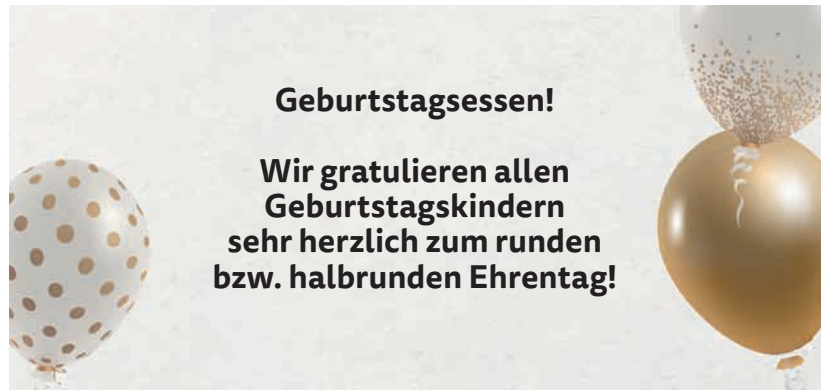 Geburtstagsessen!
Wir gratulieren allen
Geburtstagskindern
sehr herzlich zum runden
bzw. halbrunden Ehrentag!